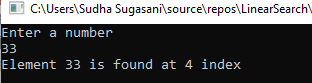 C:\Users\Sudha Sugasani\source\repos\LinearSearch\
Enter a number
33
Element 33 is found at 4 index